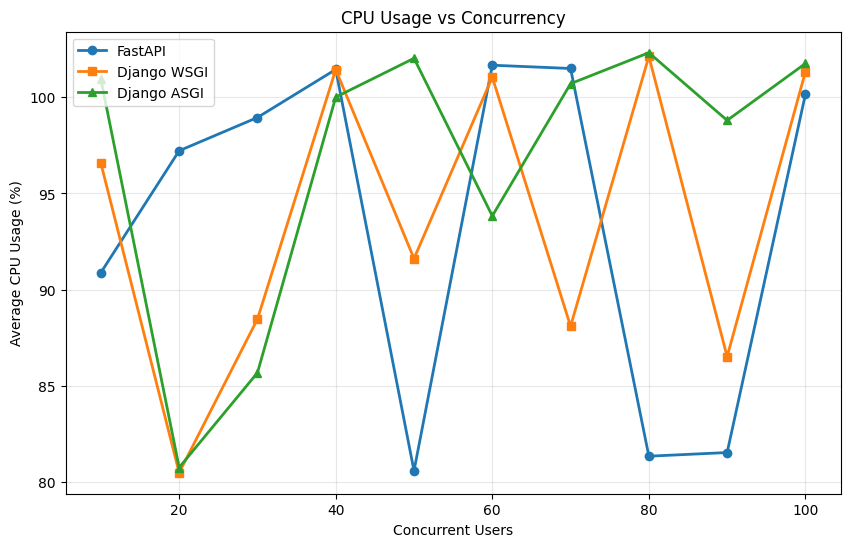 CPU Usage vs Concurrency
FastAPI
Django WSGI
Django ASGI
Average CPU Usage (%)
100
95
90
85
80
20
40
60
80
100
Concurrent Users